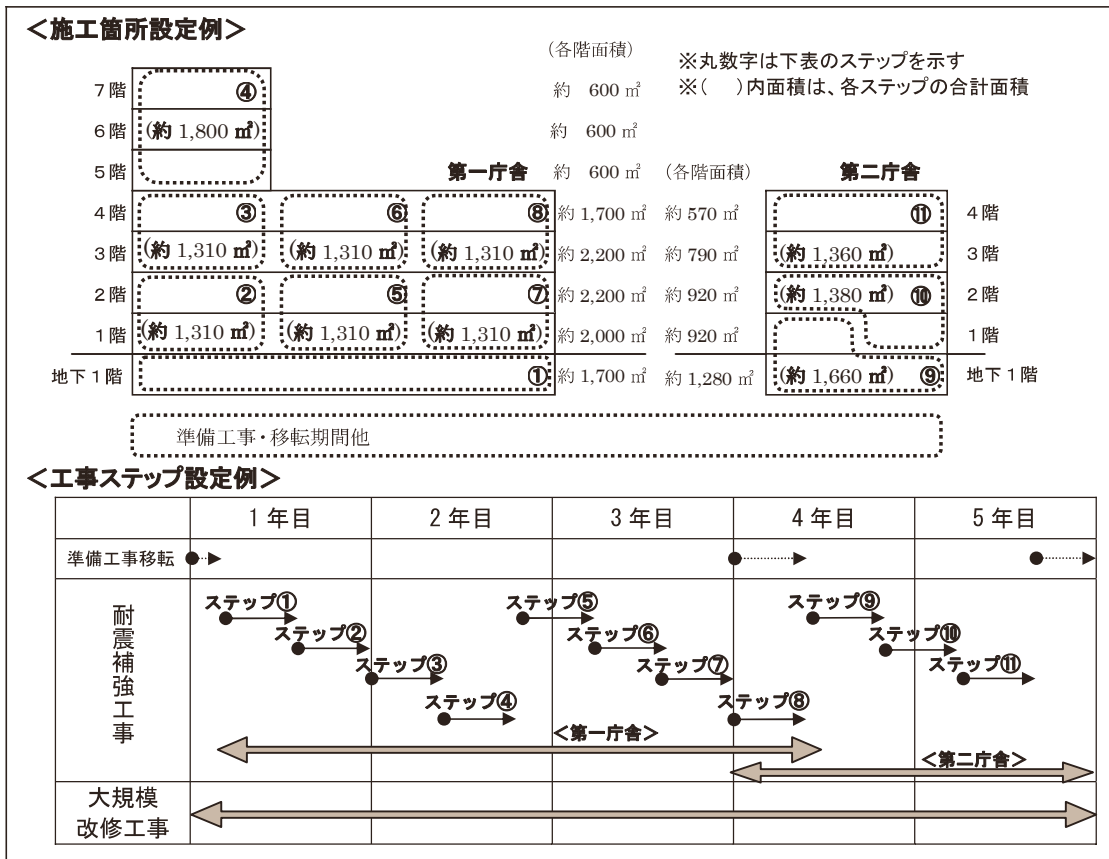 ＜施工箇所設定例＞
(各階面積)
※丸数字は下表のステップを示す
※(　)内面積は、各ステップの合計面積
7階 ④ 約 600 ㎡
6階 (約 1,800 ㎡) 約 600 ㎡
5階 第一庁舎 約 600 ㎡ (各階面積) 第二庁舎
4階 ③ ⑥ ⑧ 約 1,700 ㎡ 約 570 ㎡ ⑪ 4階
3階 (約 1,310 ㎡) (約 1,310 ㎡) (約 1,310 ㎡) 約 2,200 ㎡ 約 790 ㎡ (約 1,360 ㎡) 3階
2階 ② ⑤ ⑦ 約 2,200 ㎡ 約 920 ㎡ (約 1,380 ㎡) ⑩ 2階
1階 (約 1,310 ㎡) (約 1,310 ㎡) (約 1,310 ㎡) 約 2,000 ㎡ 約 920 ㎡ 1階
地下1階 ① 約 1,700 ㎡ 約 1,280 ㎡ (約 1,660 ㎡) ⑨ 地下1階
準備工事・移転期間他
＜工事ステップ設定例＞
1年目 2年目 3年目 4年目 5年目
準備工事移転
耐震補強工事
ステップ① ステップ⑤ ステップ⑨
ステップ② ステップ⑥ ステップ⑩
ステップ③ ステップ⑦ ステップ⑪
ステップ④ ステップ⑧
＜第一庁舎＞
＜第二庁舎＞
大規模
改修工事